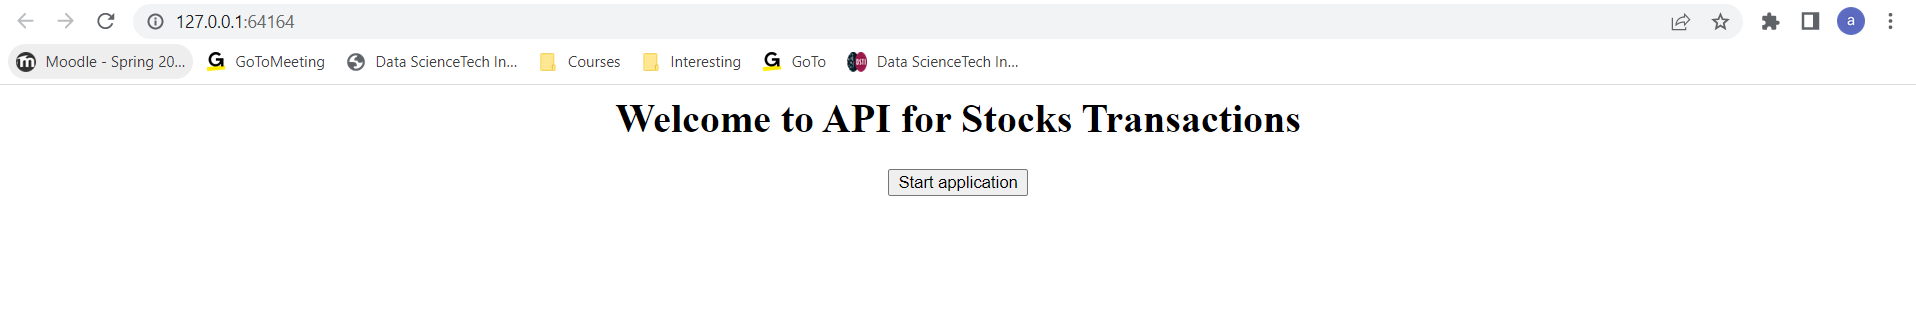 127.0.0.1:64164
a
Moodle - Spring 20... GoToMeeting Data ScienceTech In... Courses Interesting GoTo Data ScienceTech In...
Welcome to API for Stocks Transactions
Start application